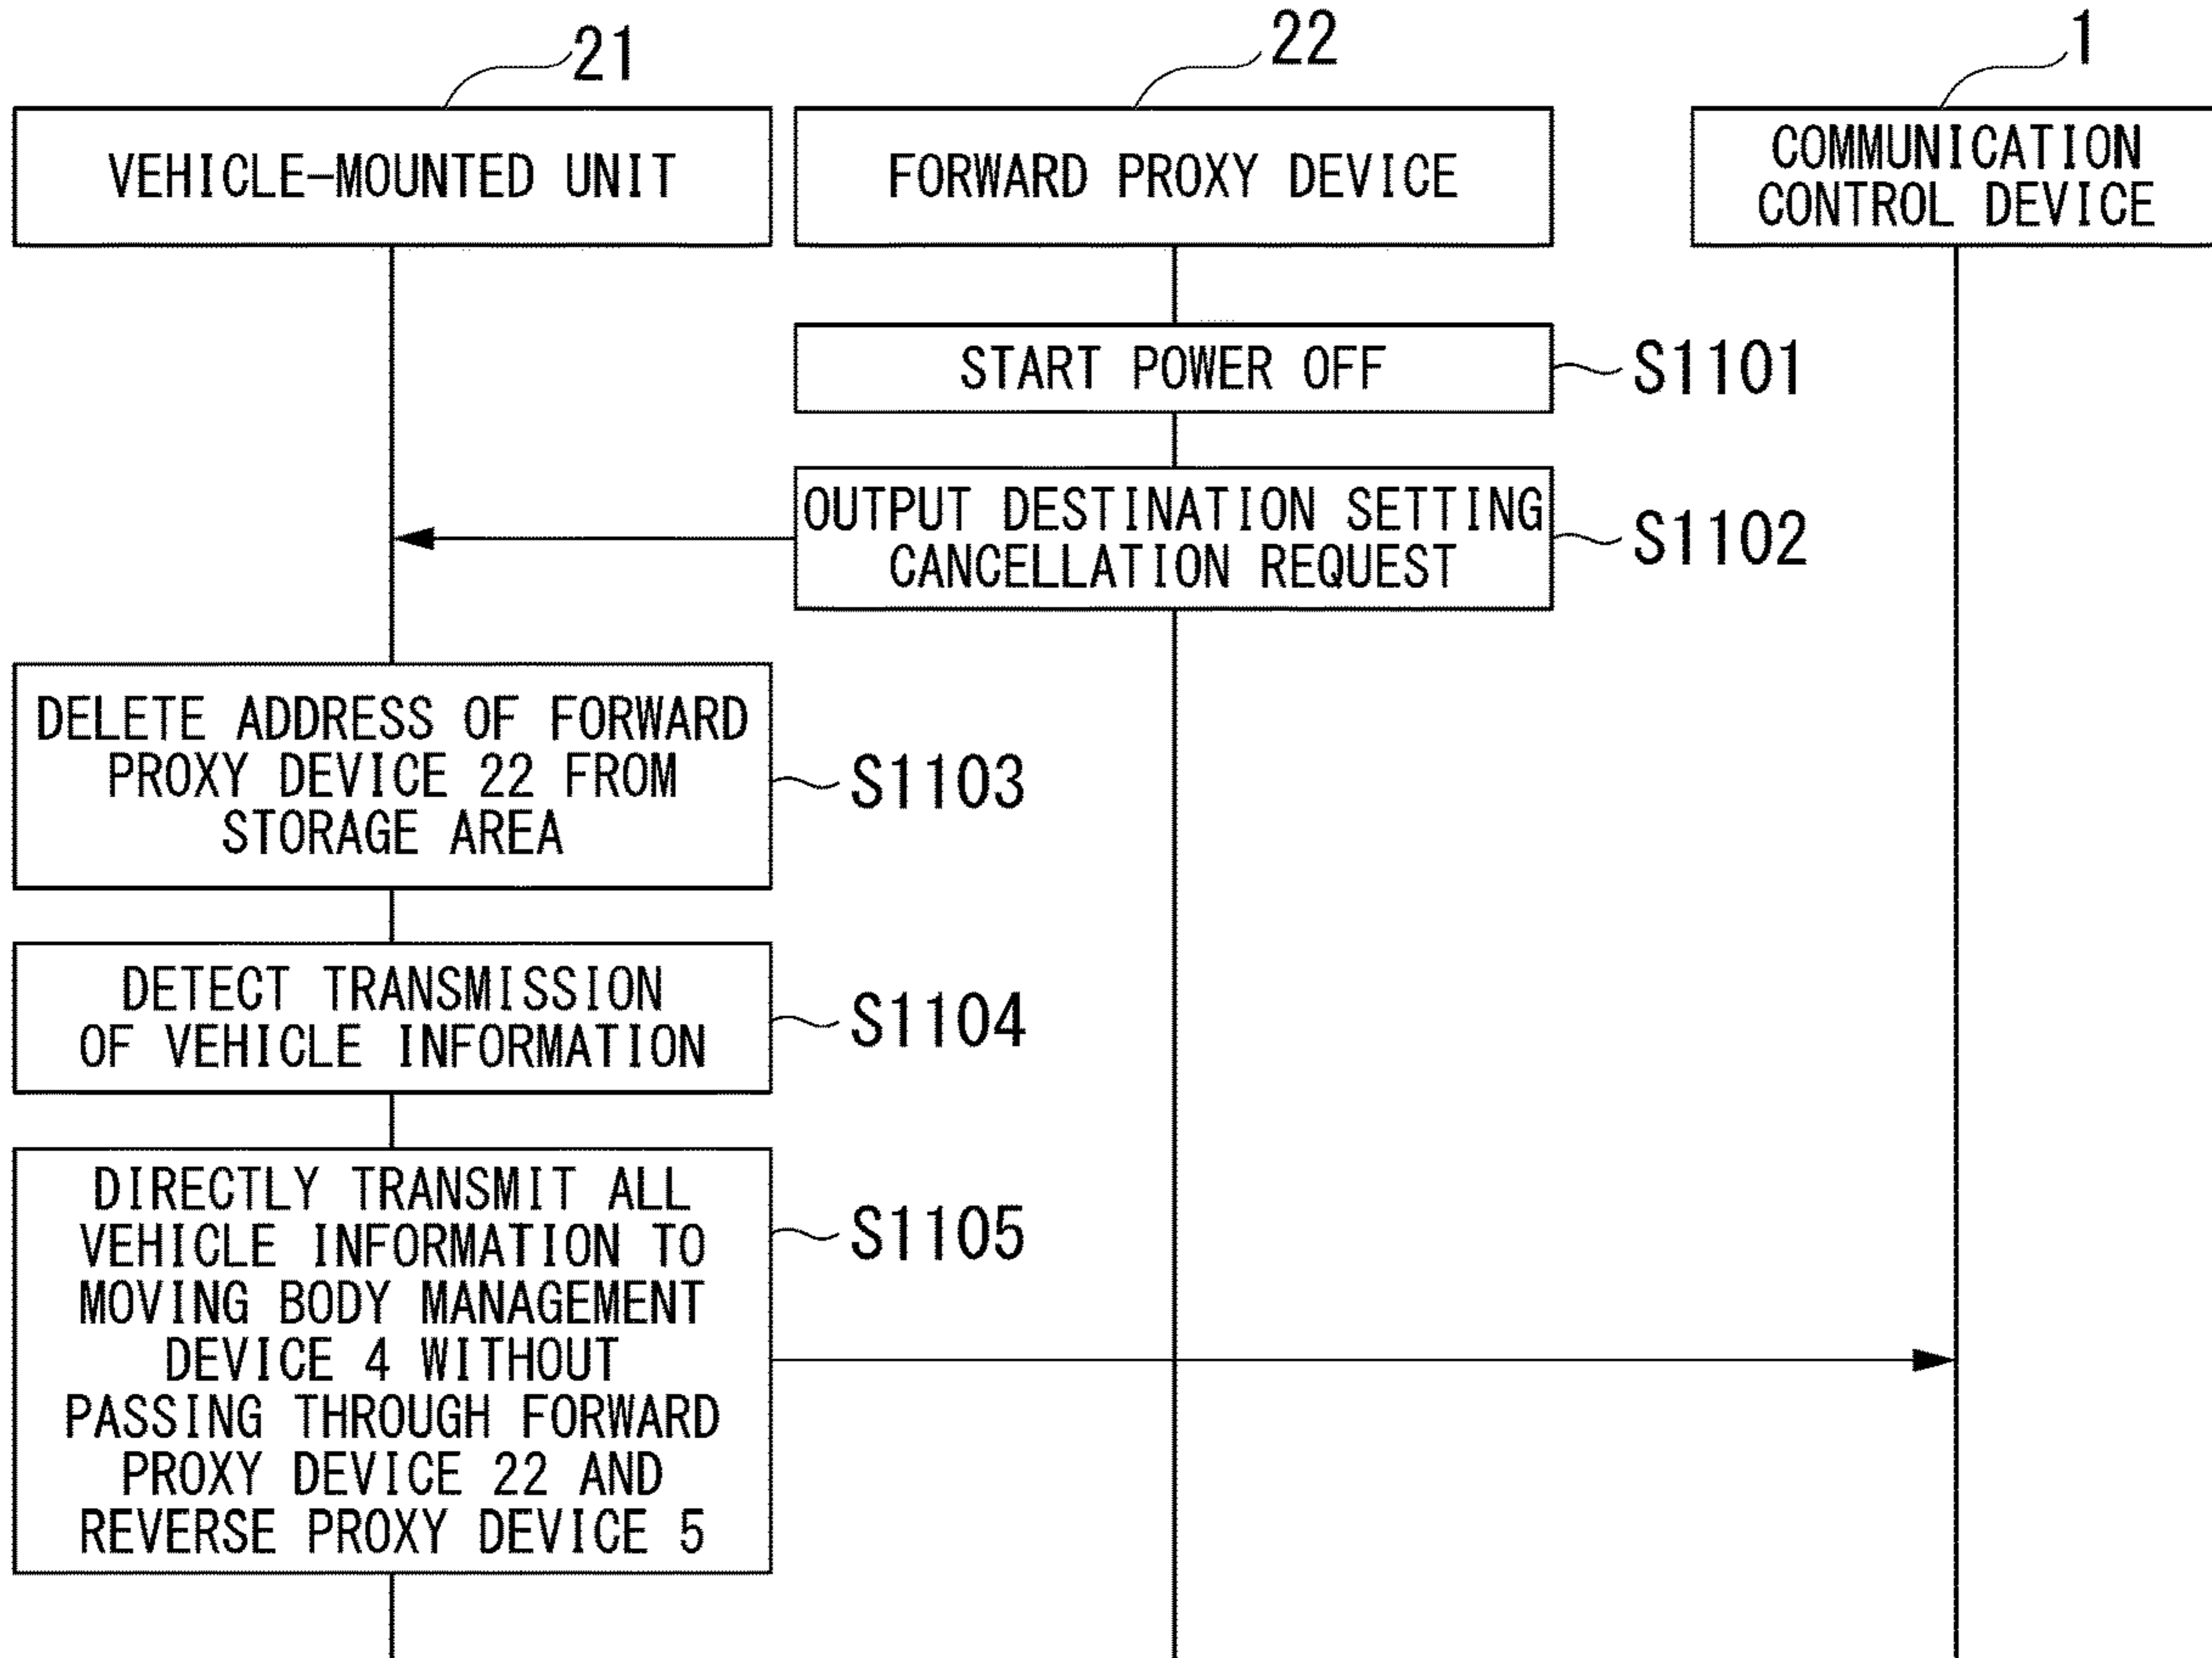 21
22
1
VEHICLE-MOUNTED UNIT
FORWARD PROXY DEVICE
COMMUNICATION
CONTROL DEVICE
START POWER OFF
S1101
OUTPUT DESTINATION SETTING
CANCELLATION REQUEST
S1102
DELETE ADDRESS OF FORWARD
PROXY DEVICE 22 FROM
STORAGE AREA
S1103
DETECT TRANSMISSION
OF VEHICLE INFORMATION
S1104
DIRECTLY TRANSMIT ALL
VEHICLE INFORMATION TO
MOVING BODY MANAGEMENT
DEVICE 4 WITHOUT
PASSING THROUGH FORWARD
PROXY DEVICE 22 AND
REVERSE PROXY DEVICE 5
S1105